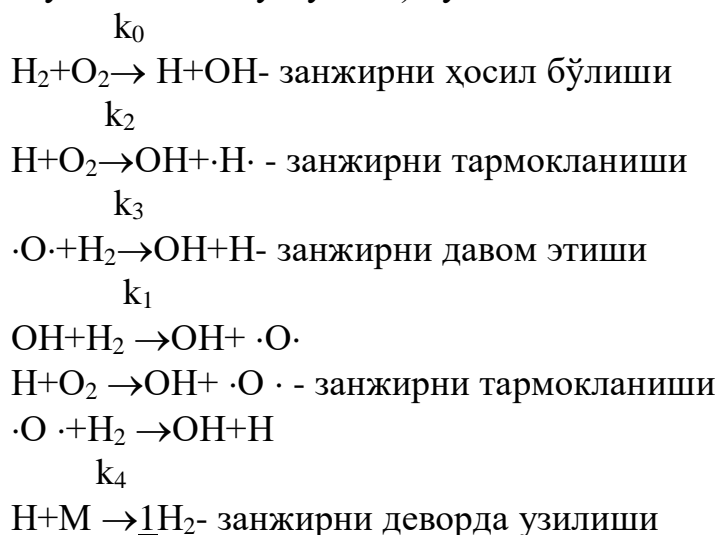 k₀
H₂+O₂→ H+OH- занжирни ҳосил бўлиши
k₂
H+O₂→OH+·H· - занжирни тармокланиши
k₃
·O·+H₂→OH+H- занжирни давом этиши
k₁
OH+H₂ →OH+ ·O·
H+O₂ →OH+ ·O · - занжирни тармокланиши
·O ·+H₂ →OH+H
k₄
H+M →1H₂- занжирни деворда узилиши